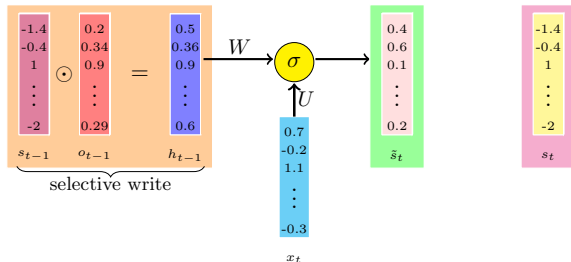 -1.4 0.2 0.5 0.4 -1.4
-0.4 0.34 0.36 W 0.6 -0.4
1 ⊙ 0.9 = 0.9 σ 0.1 1
⋮ ⋮ ⋮ ⋮ ⋮
-2 0.29 0.6 U 0.2 -2
s_{t−1} o_{t−1} h_{t−1} s̃_t s_t
selective write
0.7
-0.2
1.1
⋮
-0.3
x_t